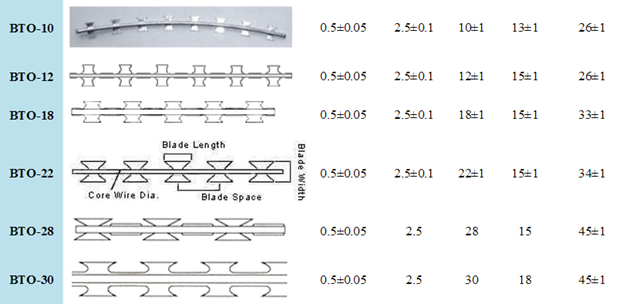 BTO-10 0.5±0.05 2.5±0.1 10±1 13±1 26±1
BTO-12 0.5±0.05 2.5±0.1 12±1 15±1 26±1
BTO-18 0.5±0.05 2.5±0.1 18±1 15±1 33±1
Blade Length
BTO-22 0.5±0.05 2.5±0.1 22±1 15±1 34±1
Blade Width
Core Wire Dia.
Blade Space
BTO-28 0.5±0.05 2.5 28 15 45±1
BTO-30 0.5±0.05 2.5 30 18 45±1